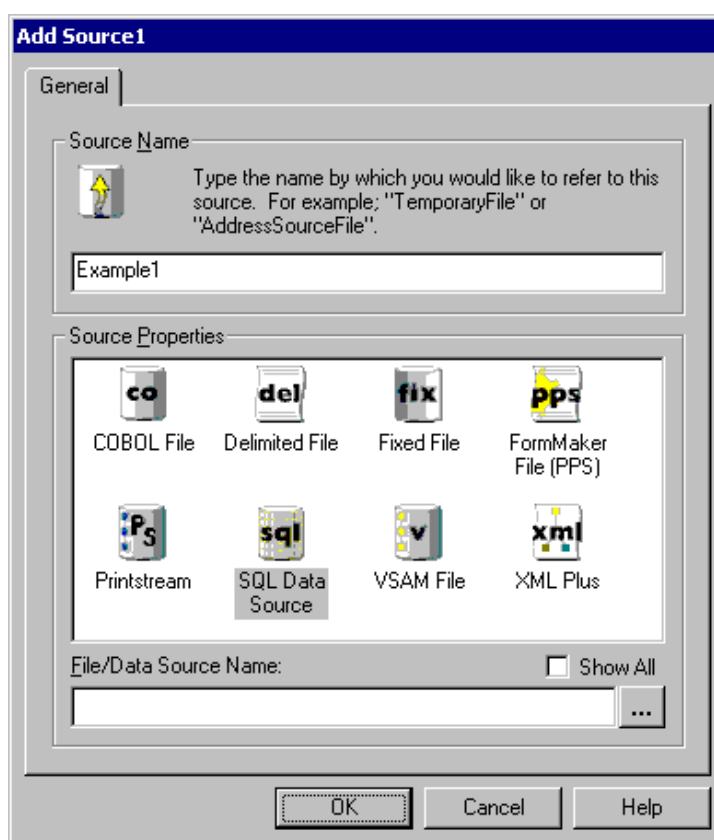 Add Source1
General
Source Name
Type the name by which you would like to refer to this
source. For example; "TemporaryFile" or
"AddressSourceFile".
Example1
Source Properties
co del fix pps
COBOL File Delimited File Fixed File FormMaker
File (PPS)
PS sql v xml
Printstream SQL Data VSAM File XML Plus
Source
File/Data Source Name: Show All
...
OK Cancel Help